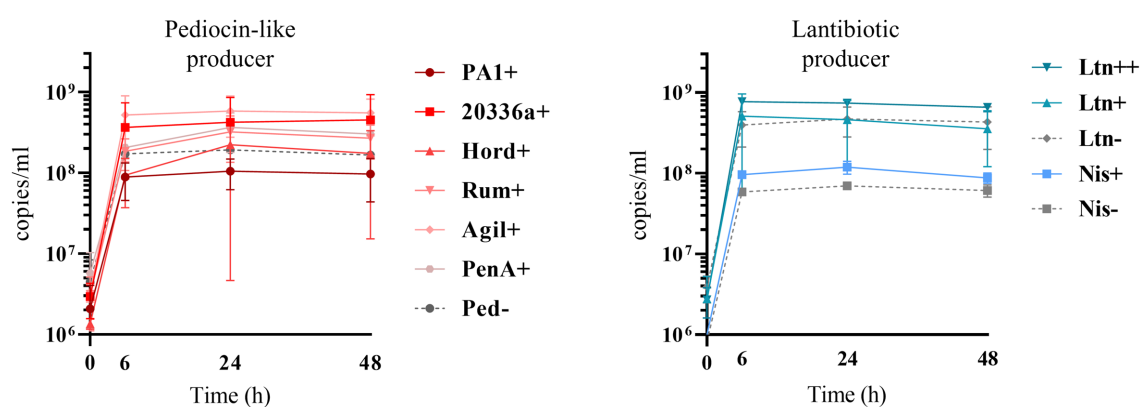 Pediocin-like
producer
copies/ml
10⁹
10⁸
10⁷
10⁶
0
6
24
48
Time (h)
PA1+
20336a+
Hord+
Rum+
Agil+
PenA+
Ped-
Lantibiotic
producer
copies/ml
10⁹
10⁸
10⁷
10⁶
0
6
24
48
Time (h)
Ltn++
Ltn+
Ltn-
Nis+
Nis-